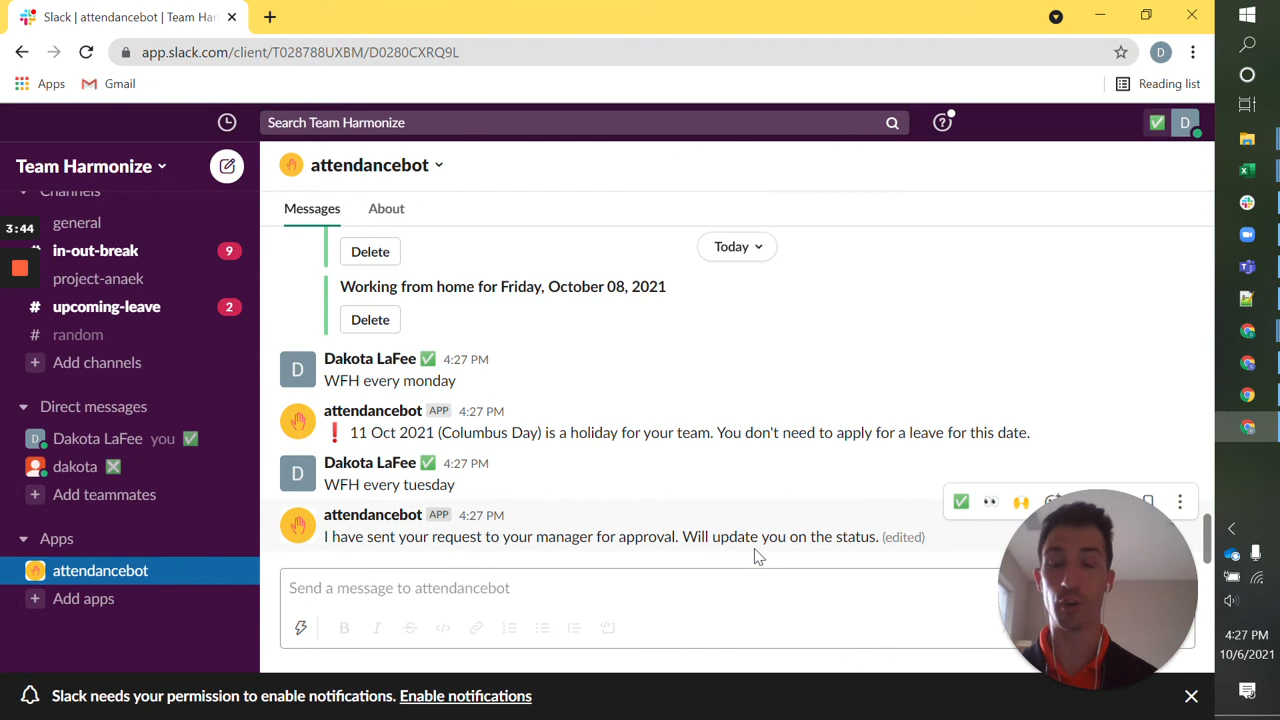 Slack | attendancebot | Team Har
app.slack.com/client/T028788UXBM/D0280CXRQ9L
D
Apps
Gmail
Reading list
Search Team Harmonize
D
Team Harmonize
attendancebot
Messages
About
Channels
general
3:44
in-out-break
9
project-anaek
# upcoming-leave
2
# random
+ Add channels
Direct messages
D Dakota LaFee you
dakota
+ Add teammates
Apps
attendancebot
+ Add apps
Today
Delete
Working from home for Friday, October 08, 2021
Delete
D
Dakota LaFee 4:27 PM
WFH every monday
attendancebot APP 4:27 PM
11 Oct 2021 (Columbus Day) is a holiday for your team. You don't need to apply for a leave for this date.
D
Dakota LaFee 4:27 PM
WFH every tuesday
attendancebot APP 4:27 PM
I have sent your request to your manager for approval. Will update you on the status. (edited)
Send a message to attendancebot
B I S
Slack needs your permission to enable notifications. Enable notifications
4:27 PM
10/6/2021